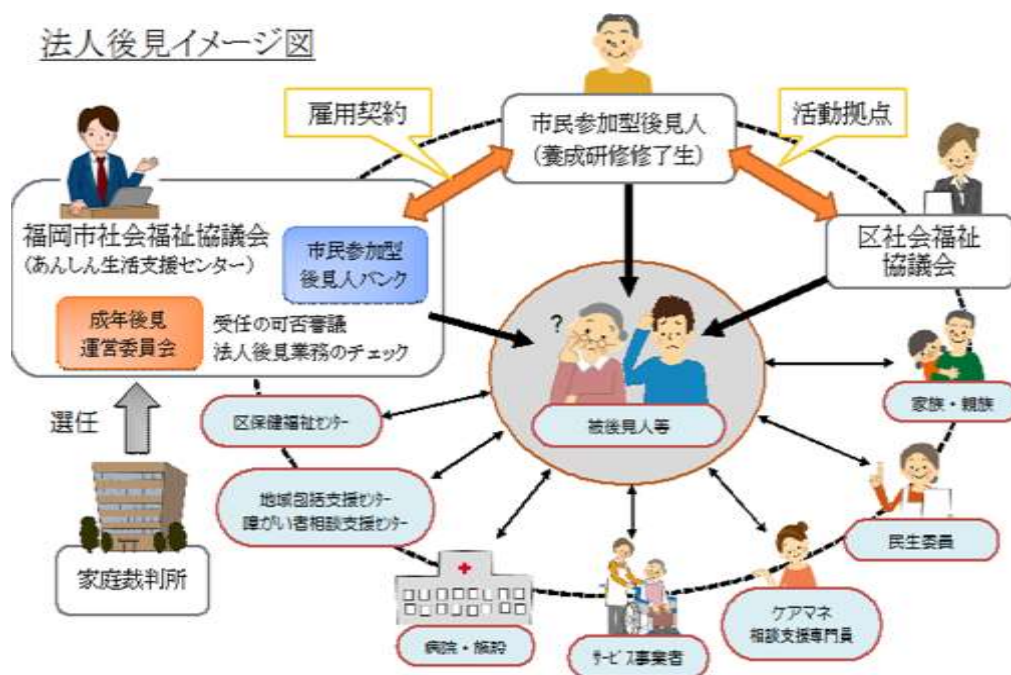 法人後見イメージ図
雇用契約
市民参加型後見人
(養成研修修了生)
活動拠点
福岡市社会福祉協議会
(あんしん生活支援センター)
市民参加型
後見人バンク
成年後見
運営委員会
受任の可否審議
法人後見業務のチェック
区社会福祉
協議会
?
被後見人等
選任
家庭裁判所
区保健福祉センター
地域包括支援センター
障がい者相談支援センター
病院・施設
サービス事業者
ケアマネ
相談支援専門員
民生委員
家族・親族